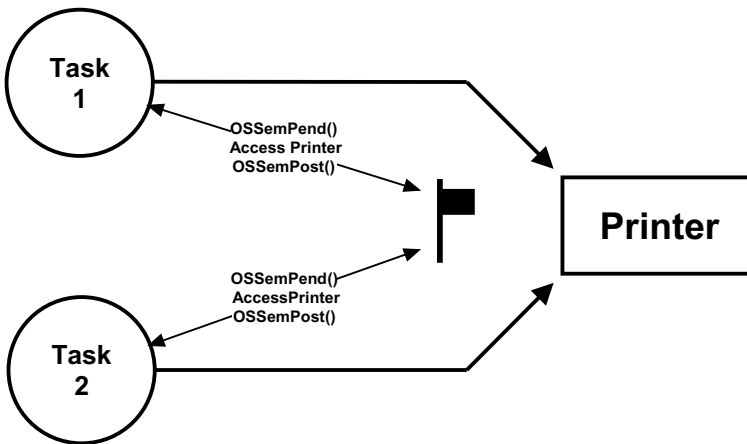 Task
1
OSSemPend()
Access Printer
OSSemPost()
Printer
OSSemPend()
AccessPrinter
OSSemPost()
Task
2